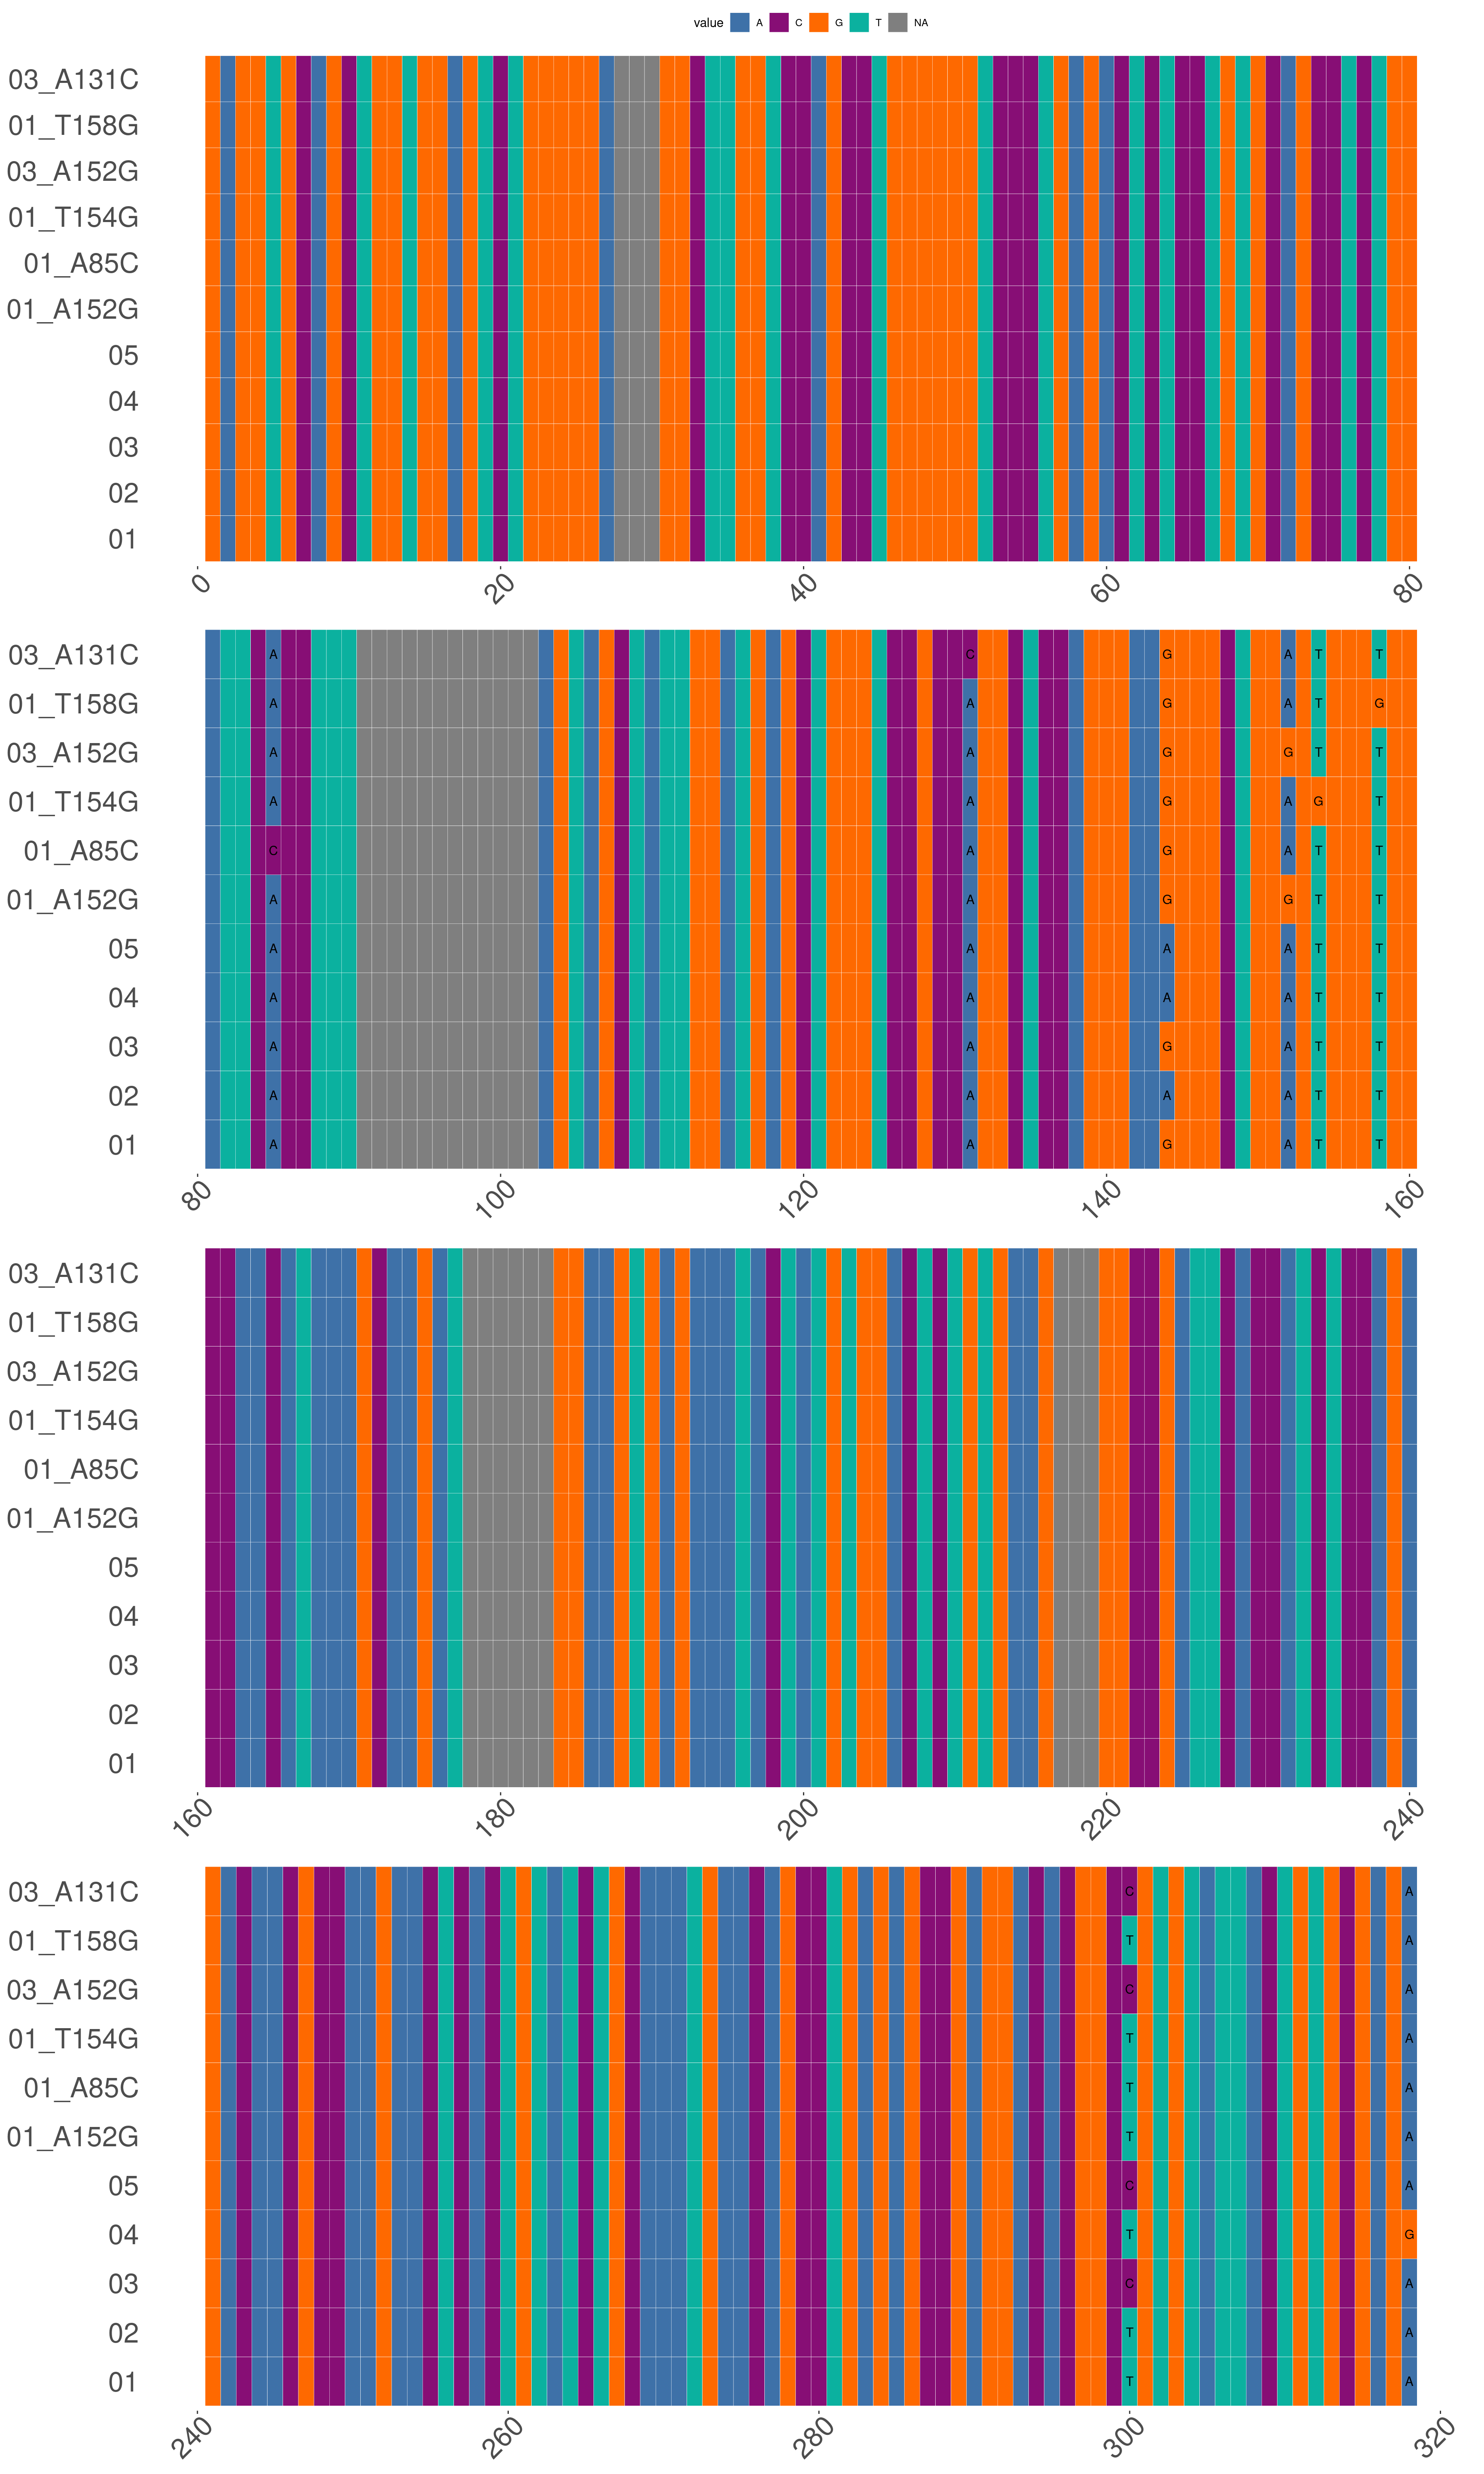 value A C G T NA
03_A131C
01_T158G
03_A152G
01_T154G
01_A85C
01_A152G
05
04
03
02
01
0 20 40 60 80
03_A131C A C G A T T
01_T158G A A G A T G
03_A152G A A G G T T
01_T154G A A G A G T
01_A85C C A G A T T
01_A152G A A G G T T
05 A A A A T T
04 A A A A T T
03 A A G A T T
02 A A A A T T
01 A A G A T T
80 100 120 140 160
03_A131C
01_T158G
03_A152G
01_T154G
01_A85C
01_A152G
05
04
03
02
01
160 180 200 220 240
03_A131C C A
01_T158G T A
03_A152G C A
01_T154G T A
01_A85C T A
01_A152G T A
05 C A
04 T G
03 C A
02 T A
01 T A
240 260 280 300 320